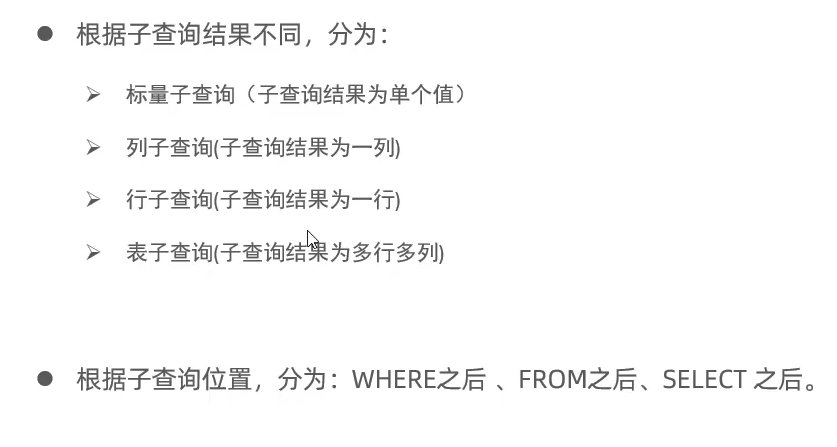 ● 根据子查询结果不同，分为：
➢ 标量子查询（子查询结果为单个值）
➢ 列子查询(子查询结果为一列)
➢ 行子查询(子查询结果为一行)
➢ 表子查询(子查询结果为多行多列)
● 根据子查询位置，分为：WHERE之后 、FROM之后、SELECT 之后。